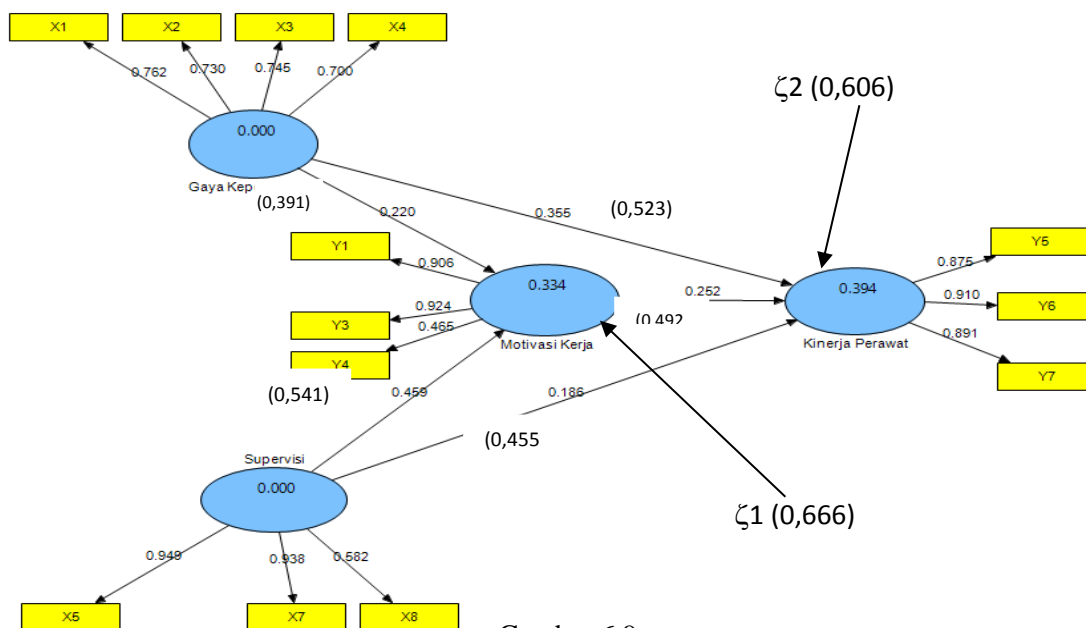 X1 X2 X3 X4
0.762 0.730 0.745 0.700
ζ2 (0,606)
0.000
Gaya Kep
(0,391)
0.220
0.355
(0,523)
Y1
0.906
Y5
0.875
0.334
0.252
0.394
0.910
Y6
Y3
0.924
(0,492
0.465
Motivasi Kerja
Kinerja Perawat
0.891
Y4
Y7
(0,541)
0.459
0.186
(0,455
Supervisi
0.000
ζ1 (0,666)
0.949 0.938 0.582
X5 X7 X8